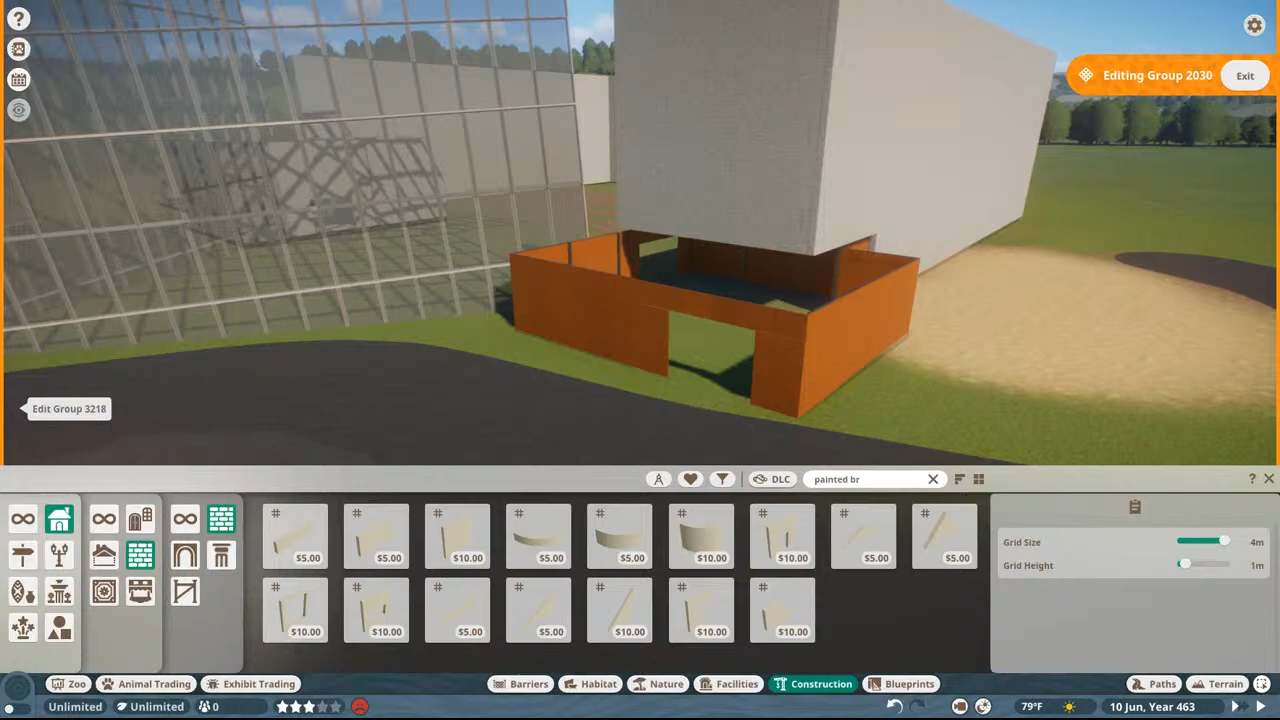 ?
Editing Group 2030
Exit
Edit Group 3218
DLC
painted br
?
$5.00
$5.00
$10.00
$5.00
$5.00
$10.00
$10.00
$5.00
$5.00
$10.00
$10.00
$5.00
$5.00
$10.00
$10.00
$10.00
Grid Size
4m
Grid Height
1m
Zoo
Animal Trading
Exhibit Trading
Barriers
Habitat
Nature
Facilities
Construction
Blueprints
Paths
Terrain
Unlimited
Unlimited
0
79°F
10 Jun, Year 463